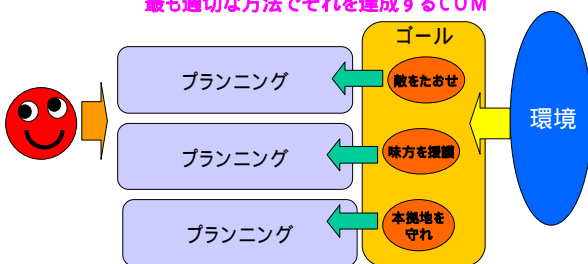 最も適切な方法でそれを達成するCOM
ゴール
プランニング
敵をたおせ
環境
プランニング
味方を援護
プランニング
本拠地を
守れ